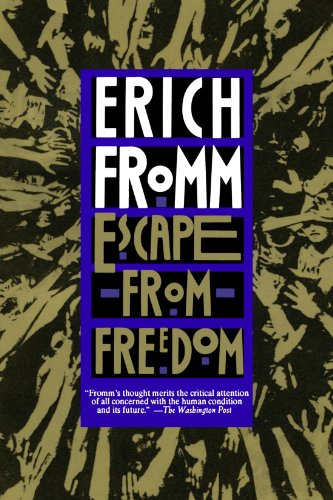 ERICH
FROMM
ESCAPE
-FROM-
FREEDOM
"Fromm's thought merits the critical attention
of all concerned with the human condition
and its future." —The Washington Post